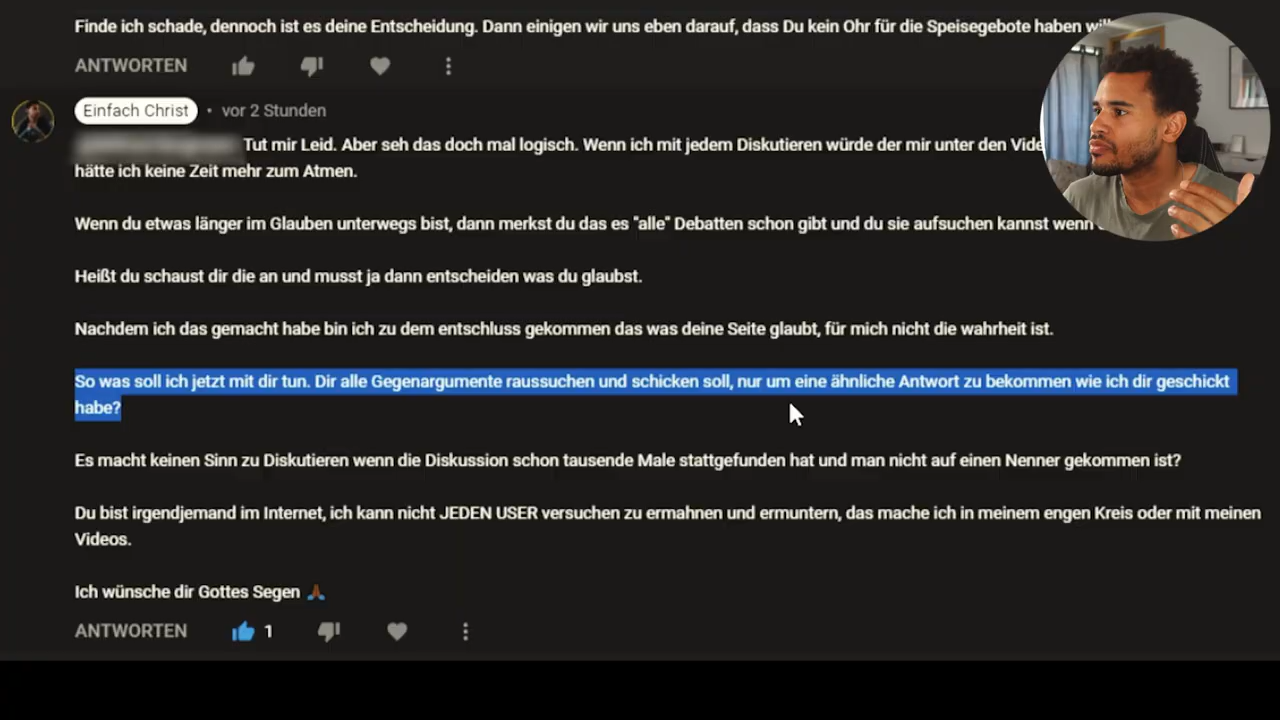 Finde ich schade, dennoch ist es deine Entscheidung. Dann einigen wir uns eben darauf, dass Du kein Ohr für die Speisegebote haben
ANTWORTEN
Einfach Christ • vor 2 Stunden
Tut mir Leid. Aber seh das doch mal logisch. Wenn ich mit jedem Diskutieren würde der mir unter den
hätte ich keine Zeit mehr zum Atmen.
Wenn du etwas länger im Glauben unterwegs bist, dann merkst du das es "alle" Debatten schon gibt und du sie aufsuchen kannst wenn
Heißt du schaust dir die an und musst ja dann entscheiden was du glaubst.
Nachdem ich das gemacht habe bin ich zu dem entschluss gekommen das was deine Seite glaubt, für mich nicht die wahrheit ist.
So was soll ich jetzt mit dir tun. Dir alle Gegenargumente raussuchen und schicken soll, nur um eine ähnliche Antwort zu bekommen wie ich dir geschickt
habe?
Es macht keinen Sinn zu Diskutieren wenn die Diskussion schon tausende Male stattgefunden hat und man nicht auf einen Nenner gekommen ist?
Du bist irgendjemand im Internet, ich kann nicht JEDEN USER versuchen zu ermahnen und ermuntern, das mache ich in meinem engen Kreis oder mit meinen
Videos.
Ich wünsche dir Gottes Segen 🙏🏾
ANTWORTEN 1